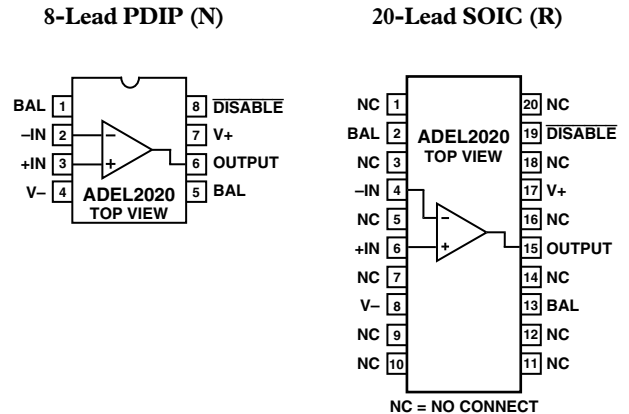 8-Lead PDIP (N)
BAL 1
8 DISABLE
–IN 2
–
7 V+
+IN 3
+
6 OUTPUT
V– 4
ADEL2020
5 BAL
TOP VIEW
20-Lead SOIC (R)
NC 1
20 NC
BAL 2
ADEL2020
19 DISABLE
NC 3
TOP VIEW
18 NC
–IN 4
17 V+
NC 5
–
16 NC
+IN 6
+
15 OUTPUT
NC 7
14 NC
V– 8
13 BAL
NC 9
12 NC
NC 10
11 NC
NC = NO CONNECT